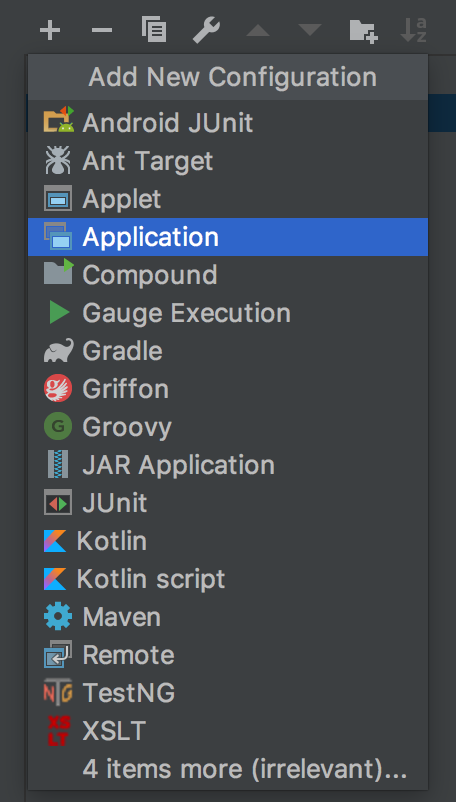 Add New Configuration
Android JUnit
Ant Target
Applet
Application
Compound
Gauge Execution
Gradle
Griffon
Groovy
JAR Application
JUnit
Kotlin
Kotlin script
Maven
Remote
TestNG
XSLT
4 items more (irrelevant)...